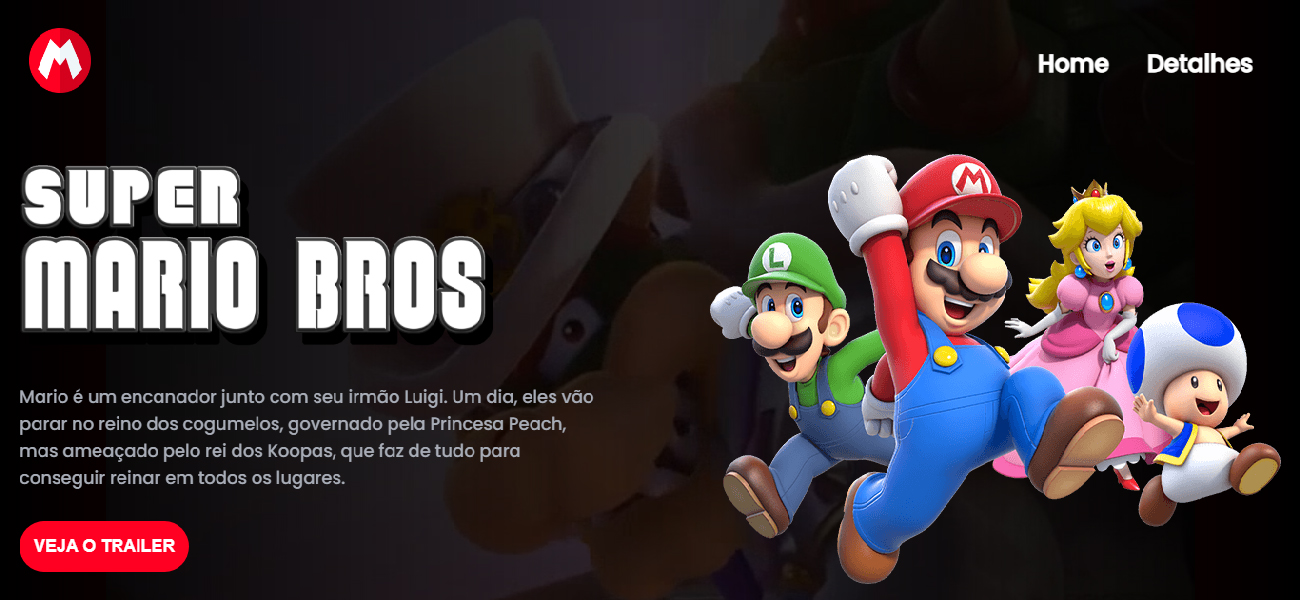 M
Home Detalhes
SUPER
MARIO BROS
M
L
Mario é um encanador junto com seu irmão Luigi. Um dia, eles vão
parar no reino dos cogumelos, governado pela Princesa Peach,
mas ameaçado pelo rei dos Koopas, que faz de tudo para
conseguir reinar em todos os lugares.
VEJA O TRAILER